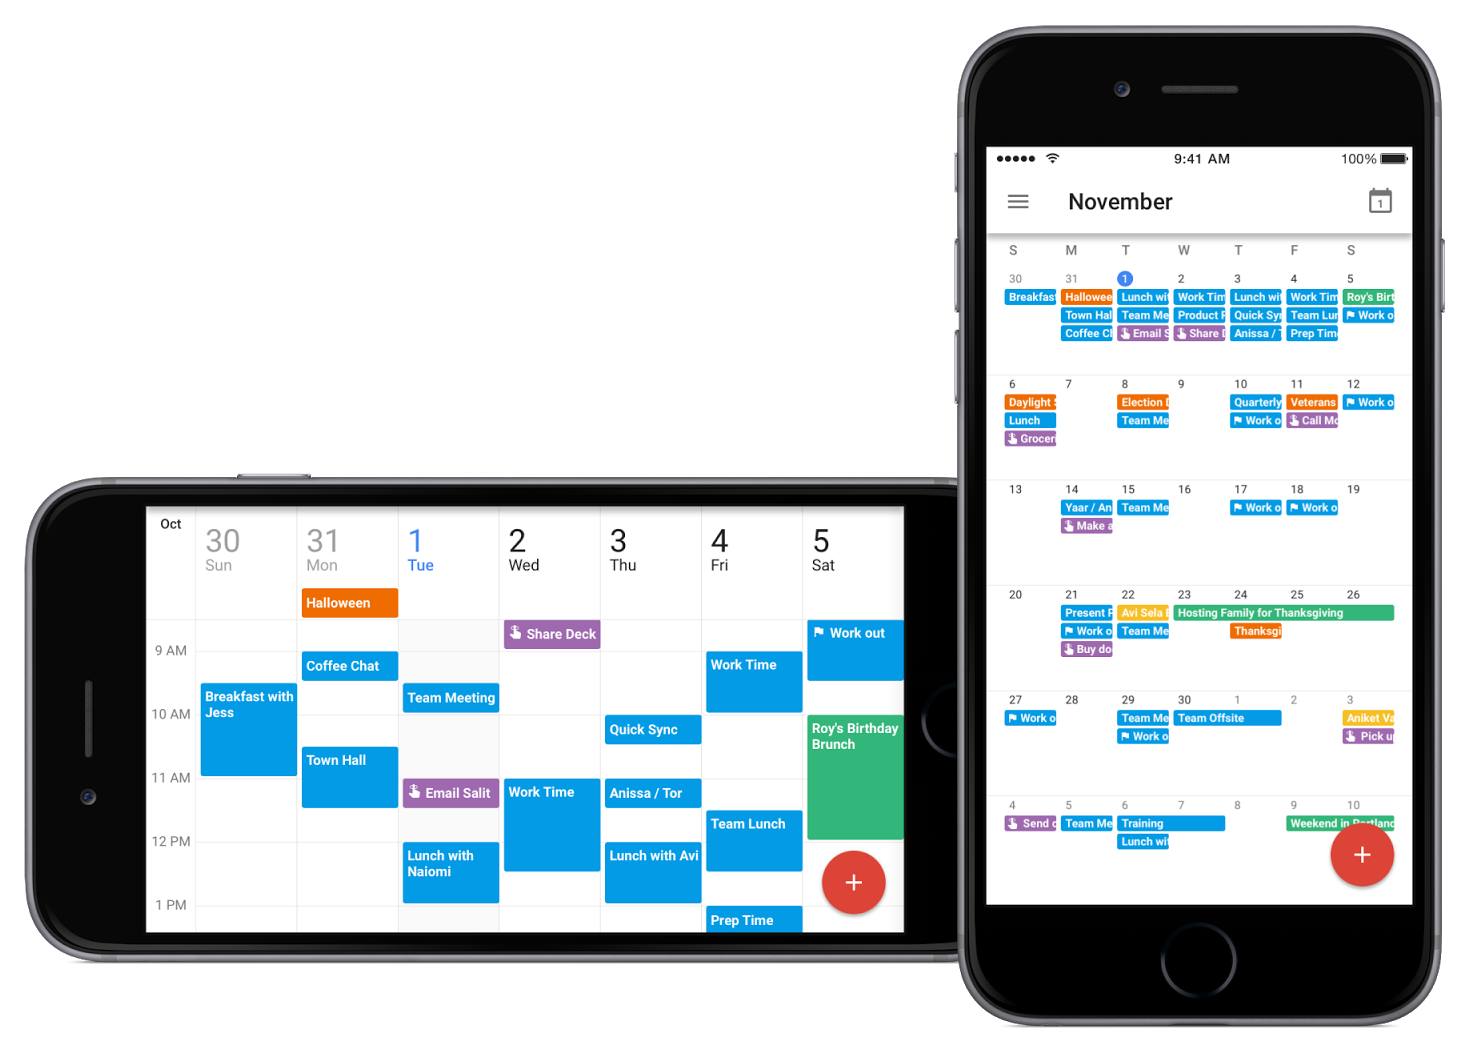 Oct
30 31 1 2 3 4 5
Sun Mon Tue Wed Thu Fri Sat
Halloween
Share Deck
Work out
9 AM
Coffee Chat
Work Time
Breakfast with
Jess
Team Meeting
10 AM
Quick Sync
Roy's Birthday
Brunch
Town Hall
11 AM
Email Salit
Work Time
Anissa / Tor
Team Lunch
12 PM
Lunch with
Naiomi
Lunch with Avi
1 PM
Prep Time
9:41 AM 100%
November 1
S M T W T F S
30 31 1 2 3 4 5
Breakfas Hallowee Lunch wi Work Tim Lunch wi Work Tim Roy's Birt
Town Hal Team Me Product Quick Sy Team Lu Work o
Coffee C Email S Share Anissa / Prep Tim
6 7 8 9 10 11 12
Daylight Election Quarterly Veterans Work o
Lunch Team Me Work o Call Mo
Groceri
13 14 15 16 17 18 19
Yaar / An Team Me Work o Work o
Make a
20 21 22 23 24 25 26
Present Avi Sela Hosting Family for Thanksgiving
Work o Team Me Thanksgi
Buy do
27 28 29 30 1 2 3
Work o Team Me Team Offsite Aniket Va
Work o Pick u
4 5 6 7 8 9 10
Send Team Me Training Weekend in Portland
Lunch wi